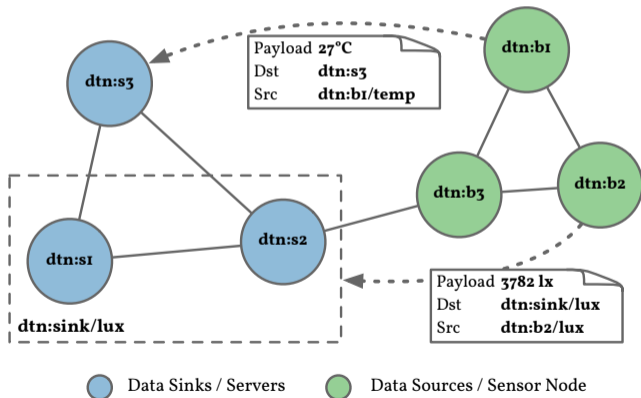 dtn:b1
Payload 27°C
Dst dtn:s3
Src dtn:b1/temp
dtn:s3
dtn:b2
dtn:b3
dtn:s2
dtn:s1
Payload 3782 lx
Dst dtn:sink/lux
Src dtn:b2/lux
dtn:sink/lux
Data Sinks / Servers
Data Sources / Sensor Node